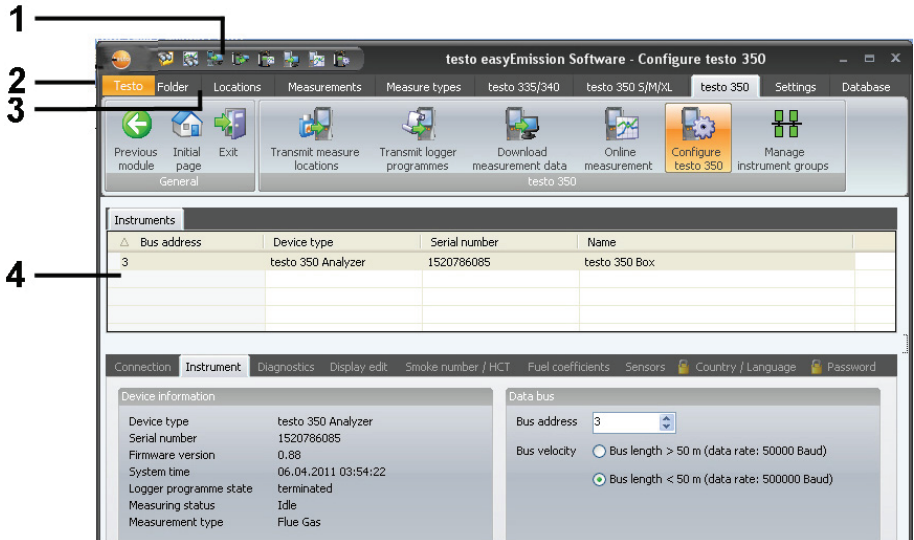 1
testo easyEmission Software - Configure testo 350
2
Testo Folder Locations Measurements Measure types testo 335/340 testo 350 S/M/XL testo 350 Settings Database
3
Previous module Initial page Exit Transmit measure locations Transmit logger programmes Download measurement data Online measurement Configure testo 350 Manage instrument groups
General testo 350
Instruments
Bus address Device type Serial number Name
4
3 testo 350 Analyzer 1520786085 testo 350 Box
Connection Instrument Diagnostics Display edit Smoke number / HCT Fuel coefficients Sensors Country / Language Password
Device information
Device type testo 350 Analyzer
Serial number 1520786085
Firmware version 0.88
System time 06.04.2011 03:54:22
Logger programme state terminated
Measuring status Idle
Measurement type Flue Gas
Data bus
Bus address 3
Bus velocity Bus length > 50 m (data rate: 50000 Baud)
Bus length < 50 m (data rate: 500000 Baud)